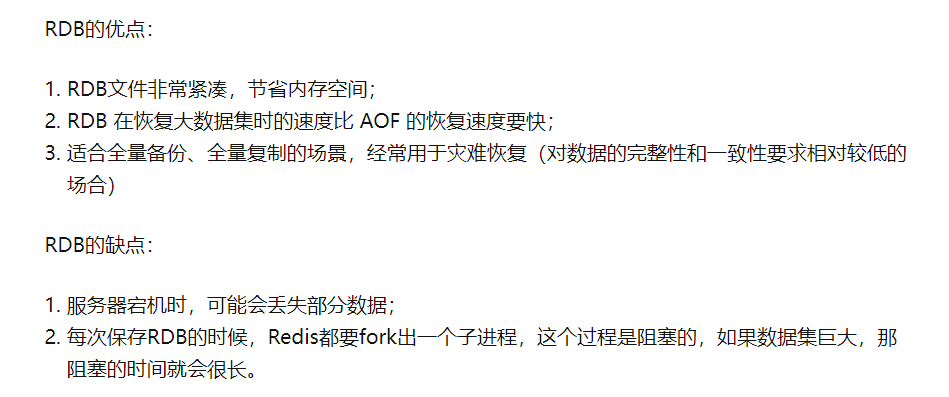 RDB的优点：
1. RDB文件非常紧凑，节省内存空间；
2. RDB 在恢复大数据集时的速度比 AOF 的恢复速度要快；
3. 适合全量备份、全量复制的场景，经常用于灾难恢复（对数据的完整性和一致性要求相对较低的
场合）
RDB的缺点：
1. 服务器宕机时，可能会丢失部分数据；
2. 每次保存RDB的时候，Redis都要fork出一个子进程，这个过程是阻塞的，如果数据集巨大，那
阻塞的时间就会很长。